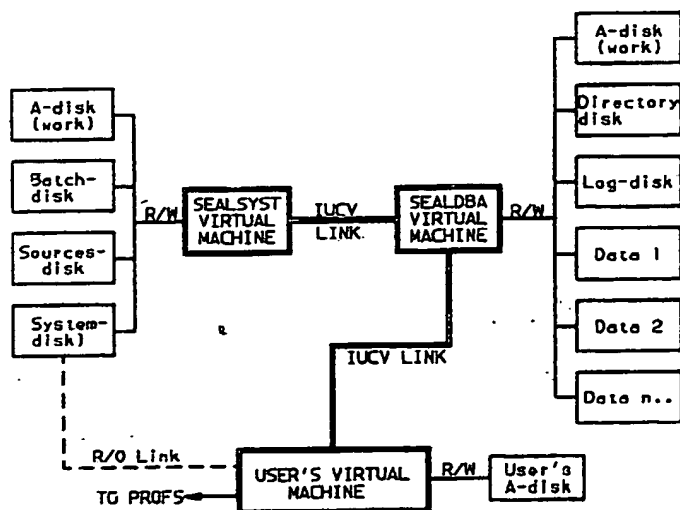 A-disk
(work)
Batch-
disk
Sources-
disk
System-
disk)
R/W
SEALSYST
VIRTUAL
MACHINE
IUCV
LINK.
SEALDBA
VIRTUAL
MACHINE
R/W
A-disk
(work)
Directory
disk
Log-disk
Data 1
Data 2
Data n..
IUCV LINK
R/O Link
TO PROFS
USER'S VIRTUAL
MACHINE
R/W
User's
A-disk